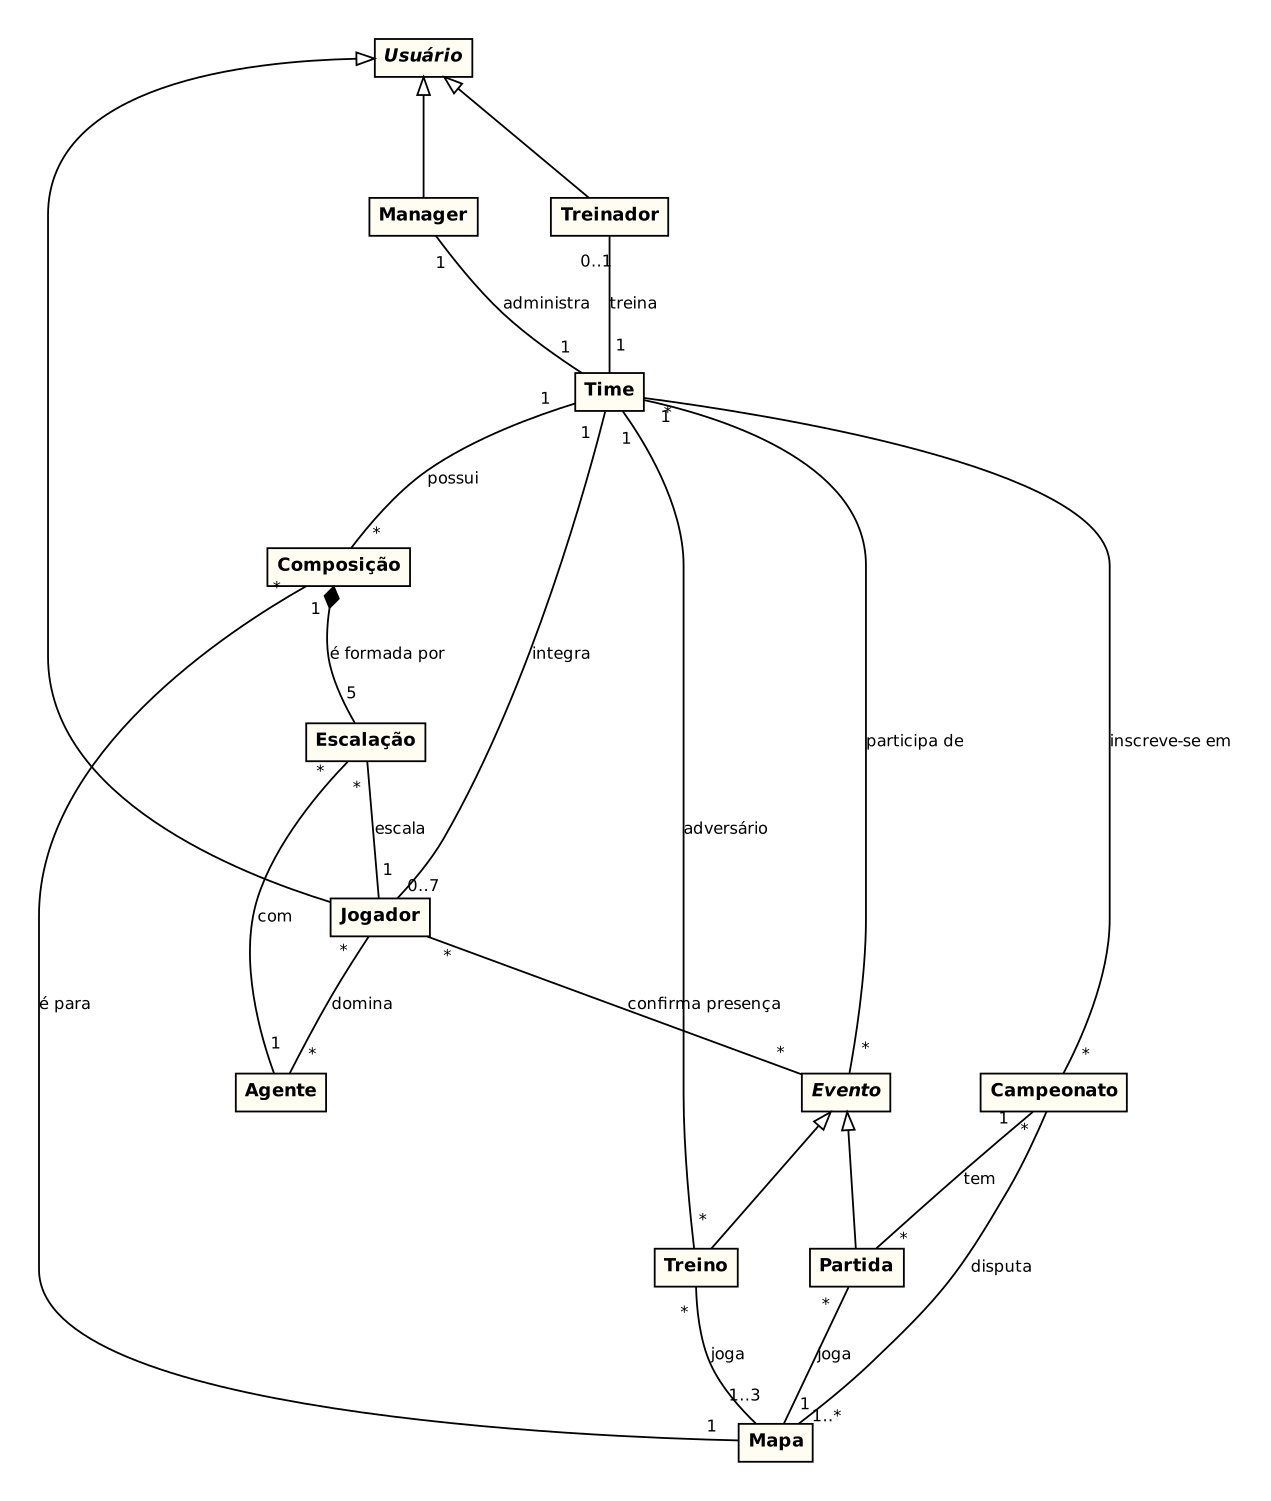 Usuário
Manager
Treinador
1
0..1
administra
treina
1
1
Time
1
*
1
1
1
possui
*
Composição
*
1
é formada por
integra
5
Escalação
participa de
inscreve-se em
*
*
escala
adversário
1
0..7
Jogador
com
*
*
é para
domina
confirma presença
1
*
*
*
*
Agente
Evento
Campeonato
1
*
tem
*
*
Treino
Partida
disputa
*
*
joga
joga
1..3
1
1..*
1
Mapa